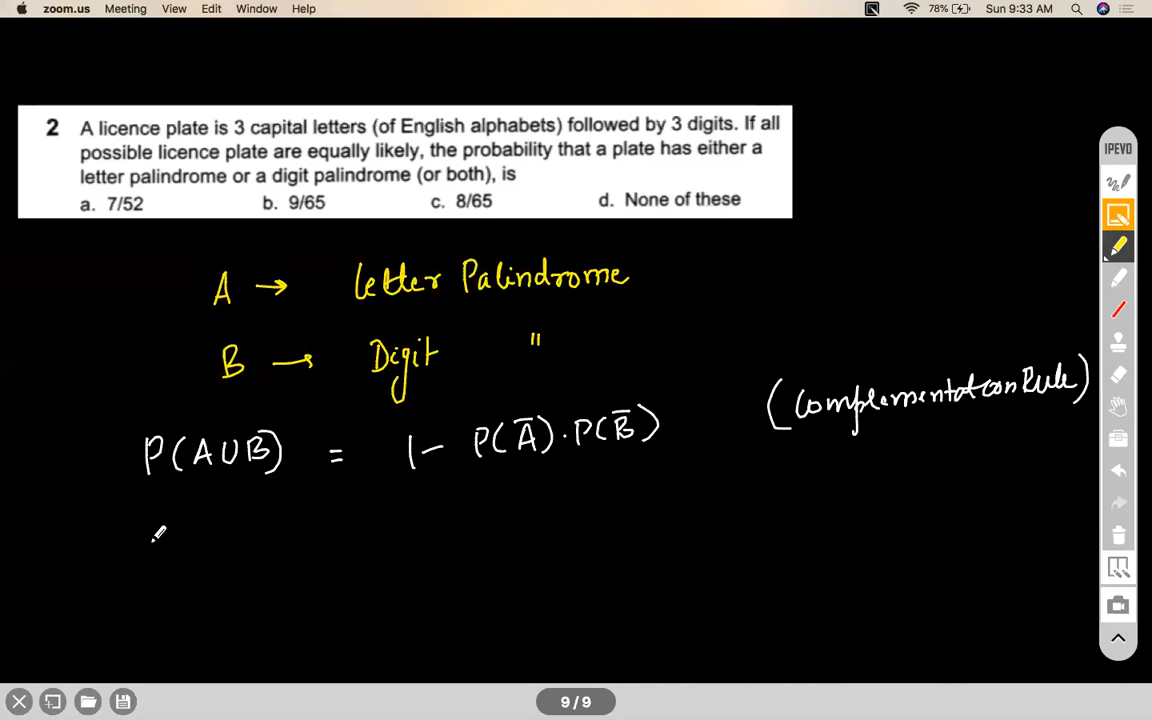 zoom.us Meeting View Edit Window Help 78% Sun 9:33 AM
IPEVO
2 A licence plate is 3 capital letters (of English alphabets) followed by 3 digits. If all
possible licence plate are equally likely, the probability that a plate has either a
letter palindrome or a digit palindrome (or both), is
a. 7/52 b. 9/65 c. 8/65 d. None of these
A → letter Palindrome
B → Digit "
(Complementation Rule)
P(A∪B) = 1 - P(A̅)·P(B̅)
9 / 9